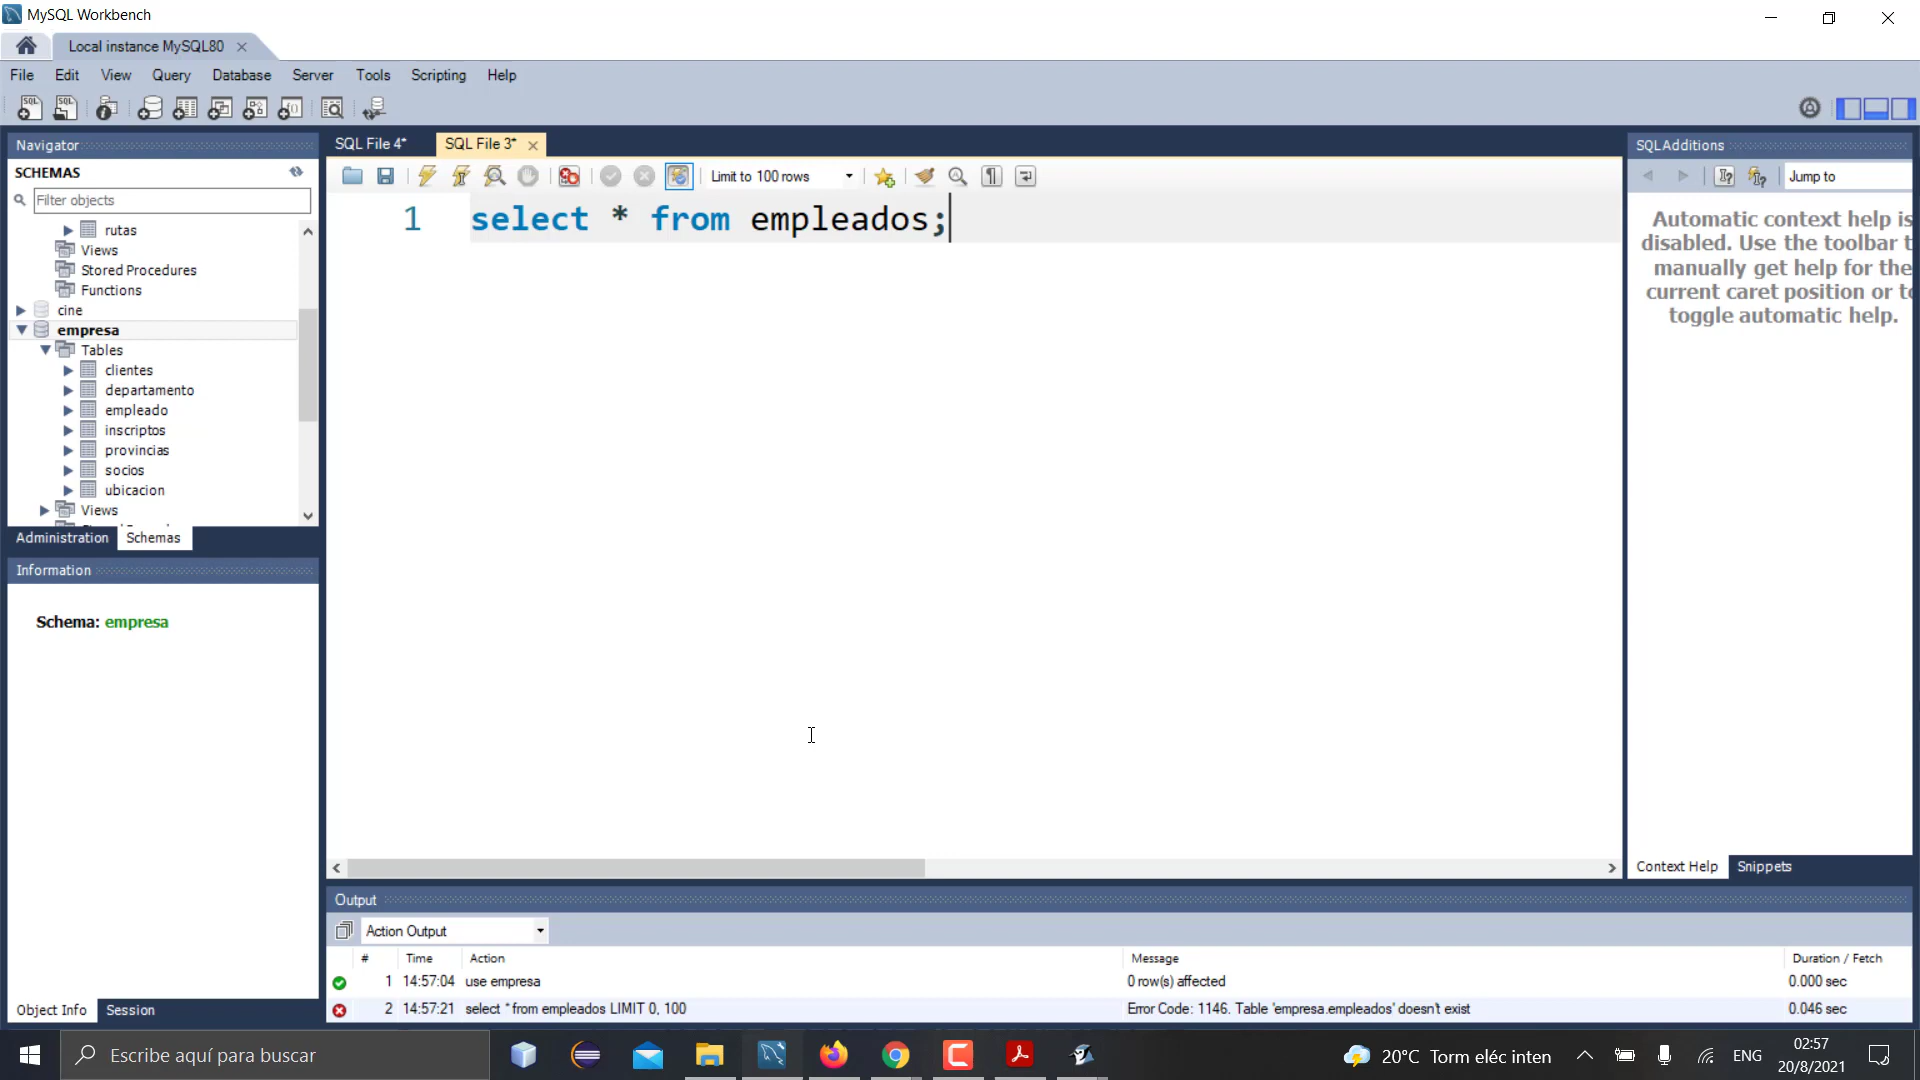 MySQL Workbench
Local instance MySQL80
File Edit View Query Database Server Tools Scripting Help
Navigator
SCHEMAS
Filter objects
rutas
Views
Stored Procedures
Functions
cine
empresa
Tables
clientes
departamento
empleado
inscriptos
provincias
socios
ubicacion
Views
Administration Schemas
Information
Schema: empresa
Object Info Session
SQL File 4* SQL File 3*
Limit to 100 rows
1 select * from empleados;
SQLAdditions
Jump to
Automatic context help is
disabled. Use the toolbar t
manually get help for the
current caret position or to
toggle automatic help.
Context Help Snippets
Output
Action Output
# Time Action Message Duration / Fetch
1 14:57:04 use empresa 0 row(s) affected 0.000 sec
2 14:57:21 select * from empleados LIMIT 0, 100 Error Code: 1146. Table 'empresa.empleados' doesn't exist 0.046 sec
Escribe aquí para buscar
20°C Torm eléc inten
ENG
02:57
20/8/2021